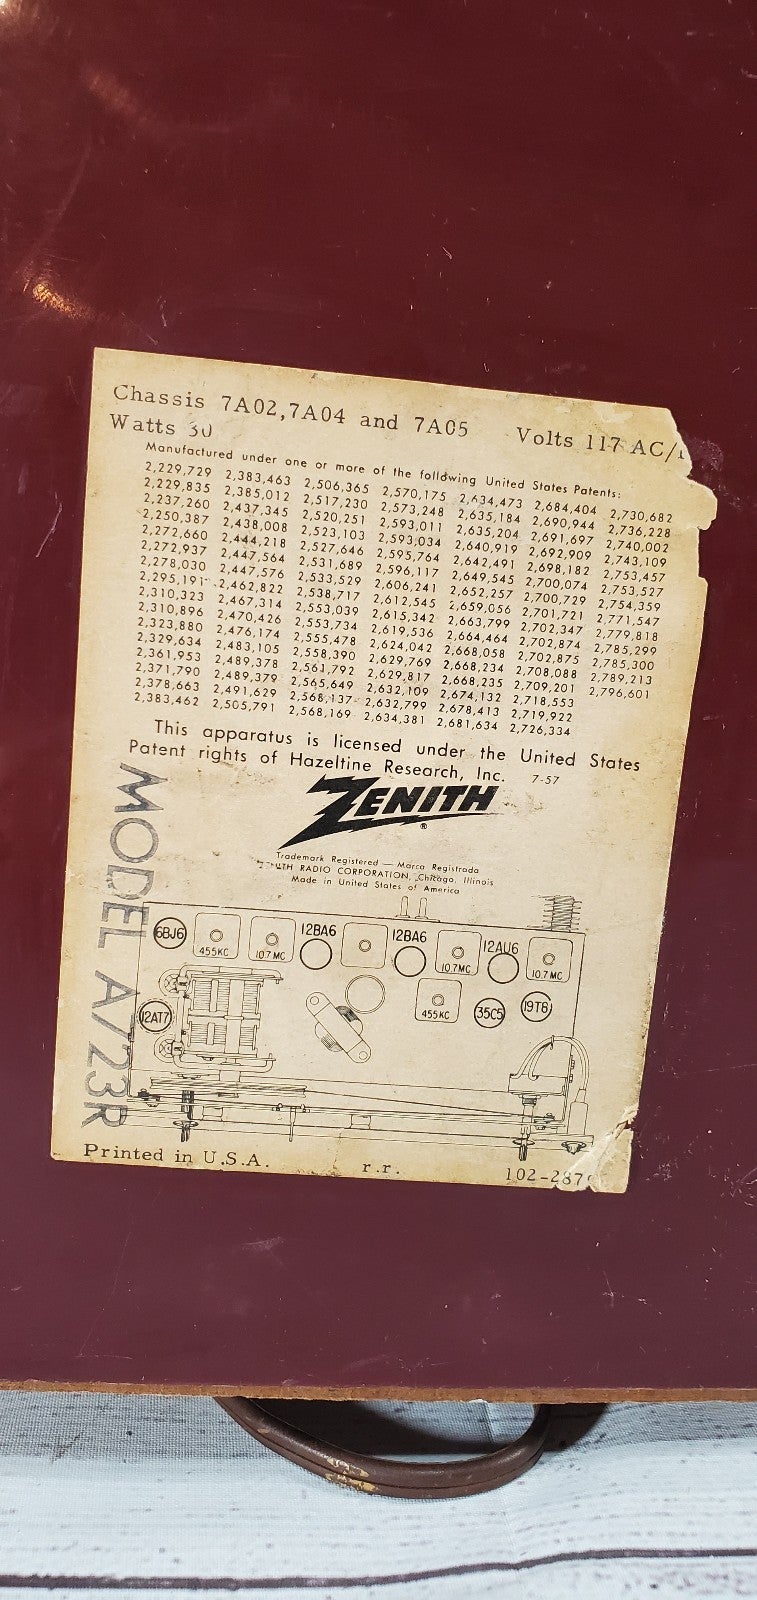 Chassis 7A02,7A04 and 7A05 Volts 117 AC/
Watts 30
Manufactured under one or more of the following United States Patents:
2,229,729 2,383,463 2,506,365 2,570,175 2,634,473 2,684,404 2,730,682
2,229,835 2,385,012 2,517,230 2,573,248 2,635,184 2,690,944 2,736,228
2,237,260 2,437,345 2,520,251 2,593,011 2,635,204 2,691,697 2,740,002
2,250,387 2,438,008 2,523,103 2,593,034 2,640,919 2,692,909 2,743,109
2,272,660 2,444,218 2,527,646 2,595,764 2,642,491 2,698,182 2,753,457
2,272,937 2,447,564 2,531,689 2,596,117 2,649,545 2,700,074 2,753,527
2,278,030 2,447,576 2,533,529 2,606,241 2,652,257 2,700,729 2,754,359
2,295,191 2,462,822 2,538,717 2,612,545 2,659,056 2,701,721 2,771,547
2,310,323 2,467,314 2,553,039 2,615,342 2,663,799 2,702,347 2,779,818
2,310,896 2,470,426 2,553,734 2,619,536 2,664,464 2,702,874 2,785,299
2,323,880 2,476,174 2,555,478 2,624,042 2,668,058 2,702,875 2,785,300
2,329,634 2,483,105 2,558,390 2,629,769 2,668,234 2,708,088 2,789,213
2,361,953 2,489,378 2,561,792 2,629,817 2,668,235 2,709,201 2,796,601
2,371,790 2,489,379 2,565,649 2,632,109 2,674,132 2,718,553
2,378,663 2,491,629 2,568,137 2,632,799 2,678,413 2,719,922
2,383,462 2,505,791 2,568,169 2,634,381 2,681,634 2,726,334
This apparatus is licensed under the United States
Patent rights of Hazeltine Research, Inc. 7-57
ZENITH
®
Trademark Registered — Marca Registrada
RADIO CORPORATION, Chicago, Illinois
Made in United States of America
MODEL A723R
6BJ6 455KC 10.7MC 12BA6 12BA6 10.7MC 12AU6 10.7MC
12AT7 455KC 35C5 19T8
Printed in U.S.A. r.r. 102-287